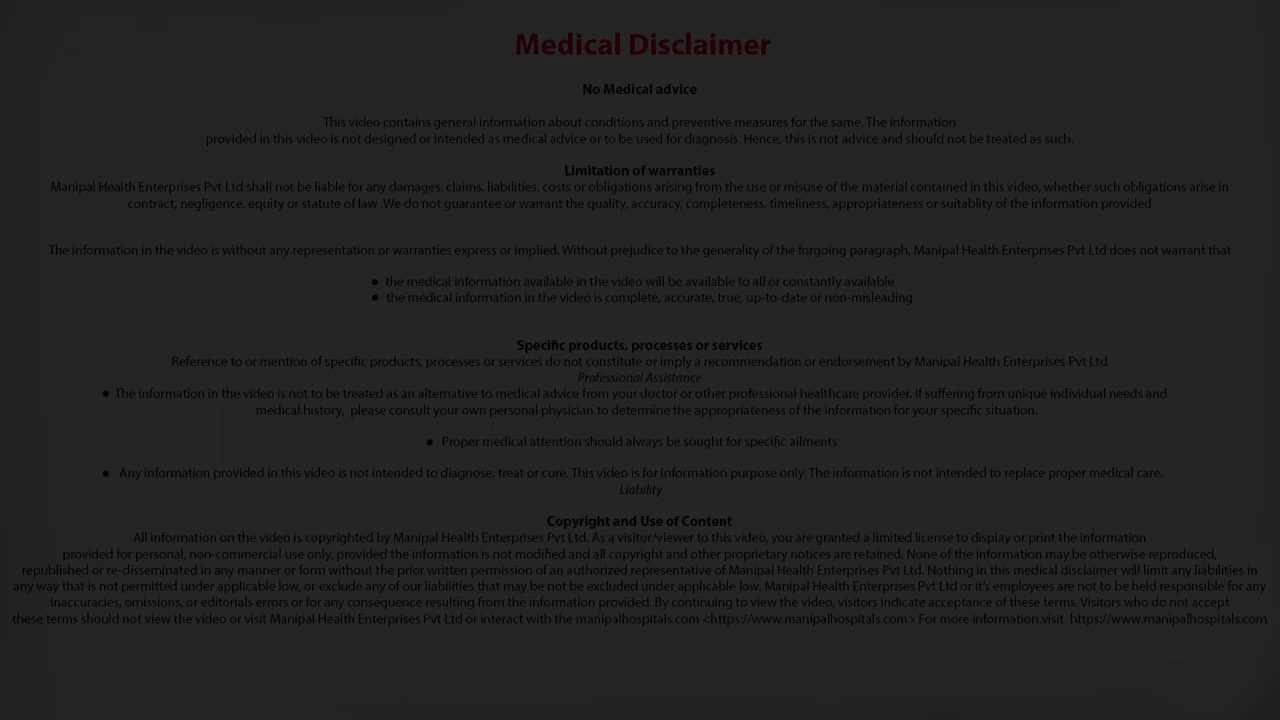 Medical Disclaimer
No Medical advice
This video contains general information about conditions and preventive measures for the same. The information
provided in this video is not designed or intended as medical advice or to be used for diagnosis. Hence, this is not advice and should not be treated as such.
Limitation of warranties
Manipal Health Enterprises Pvt Ltd shall not be liable for any damages, claims, liabilities, costs or obligations arising from the use or misuse of the material contained in this video, whether such obligations arise in
contract, negligence, equity or statute of law .We do not guarantee or warrant the quality, accuracy, completeness, timeliness, appropriateness or suitablity of the information provided
The information in the video is without any representation or warranties express or implied. Without prejudice to the generality of the forgoing paragraph, Manipal Health Enterprises Pvt Ltd does not warrant that
● the medical information available in the video will be available to all or constantly available
● the medical information in the video is complete, accurate, true, up-to-date or non-misleading
Specific products, processes or services
Reference to or mention of specific products, processes or services do not constitute or imply a recommendation or endorsement by Manipal Health Enterprises Pvt Ltd
Professional Assistance
● The information in the video is not to be treated as an alternative to medical advice from your doctor or other professional healthcare provider. If suffering from unique individual needs and
medical history, please consult your own personal physician to determine the appropriateness of the information for your specific situation.
● Proper medical attention should always be sought for specific ailments
● Any information provided in this video is not intended to diagnose, treat or cure. This video is for information purpose only. The information is not intended to replace proper medical care.
Liability
Copyright and Use of Content
All information on the video is copyrighted by Manipal Health Enterprises Pvt Ltd. As a visitor/viewer to this video, you are granted a limited license to display or print the information
provided for personal, non-commercial use only, provided the information is not modified and all copyright and other proprietary notices are retained. None of the information may be otherwise reproduced,
republished or re-disseminated in any manner or form without the prior written permission of an authorized representative of Manipal Health Enterprises Pvt Ltd. Nothing in this medical disclaimer will limit any liabilities in
any way that is not permitted under applicable low, or exclude any of our liabilities that may be not be excluded under applicable low. Manipal Health Enterprises Pvt Ltd or it's employees are not to be held responsible for any
inaccuracies, omissions, or editorials errors or for any consequence resulting from the information provided. By continuing to view the video, visitors indicate acceptance of these terms. Visitors who do not accept
these terms should not view the video or visit Manipal Health Enterprises Pvt Ltd or interact with the manipalhospitals.com <https://www.manipalhospitals.com> For more information.visit https://www.manipalhospitals.com